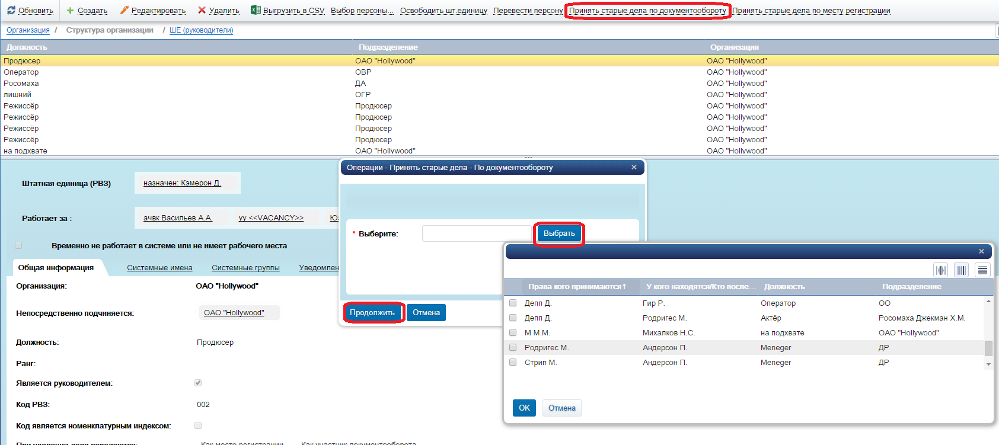 Обновить Создать Редактировать Удалить Выгрузить в CSV Выбор персоны... Освободить шт.единицу Перевести персону Принять старые дела по документообороту Принять старые дела по месту регистрации
Организация / Структура организации / ШЕ (руководители)
Должность Подразделение Организация
Продюсер ОАО "Hollywood" ОАО "Hollywood"
Оператор ОВР ОАО "Hollywood"
Росомаха ДА ОАО "Hollywood"
лишний ОГР ОАО "Hollywood"
Режиссёр Продюсер ОАО "Hollywood"
Режиссёр Продюсер ОАО "Hollywood"
Режиссёр Продюсер ОАО "Hollywood"
Режиссёр Продюсер ОАО "Hollywood"
на подхвате ОАО "Hollywood" ОАО "Hollywood"
Штатная единица (РВЗ) назначен: Кэмерон Д.
Работает за : ачвк Васильев А.А. уу <<VACANCY>>
Временно не работает в системе или не имеет рабочего места
Общая информация Системные имена Системные группы Уведомлен
Организация: ОАО "Hollywood"
Непосредственно подчиняется: ОАО "Hollywood"
Должность: Продюсер
Ранг:
Является руководителем:
Код РВЗ: 002
Код является номенклатурным индексом:
При удалении дела передаются: Как место регистрации Как участник документооборота
Операции - Принять старые дела - По документообороту
* Выберите: Выбрать
Продолжить Отмена
Права кого принимаются↑ У кого находятся/Кто после... Должность Подразделение
Депп Д. Гир Р. Оператор ОО
Депп Д. Родригес М. Актёр Росомаха Джекман Х.М.
М М.М. Михалков Н.С. на подхвате ОАО "Hollywood"
Родригес М. Андерсон П. Meneger ДР
Стрип М. Андерсон П. Meneger ДР
OK Отмена